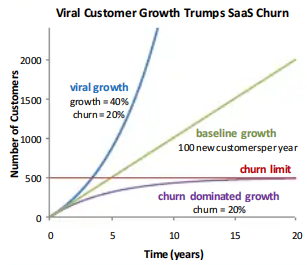 Viral Customer Growth Trumps SaaS Churn
Number of Customers
2000
1500
1000
500
0
viral growth
growth = 40%
churn = 20%
baseline growth
100 new customers per year
churn limit
churn dominated growth
churn = 20%
0
5
10
15
20
Time (years)